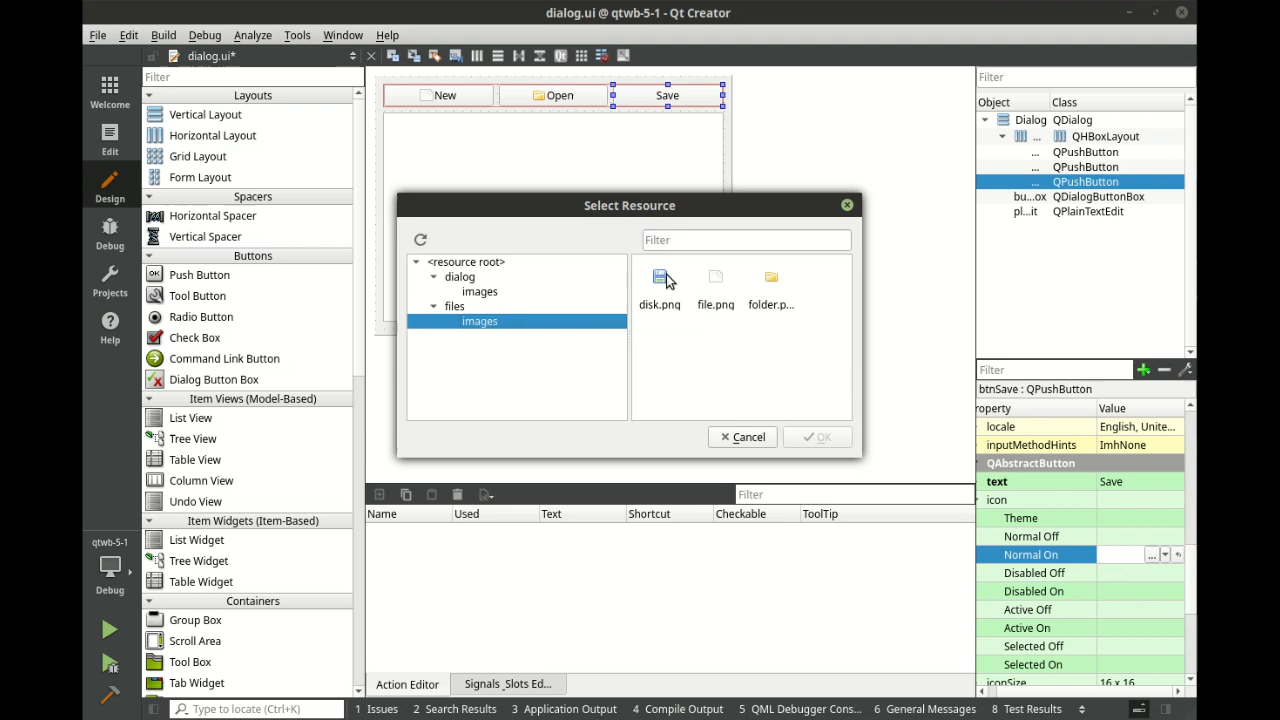 dialog.ui @ qtwb-5-1 - Qt Creator
File Edit Build Debug Analyze Tools Window Help
dialog.ui*
Welcome
Edit
Design
Debug
Projects
Help
qtwb-5-1
Debug
Filter
Layouts
Vertical Layout
Horizontal Layout
Grid Layout
Form Layout
Spacers
Horizontal Spacer
Vertical Spacer
Buttons
Push Button
Tool Button
Radio Button
Check Box
Command Link Button
Dialog Button Box
Item Views (Model-Based)
List View
Tree View
Table View
Column View
Undo View
Item Widgets (Item-Based)
List Widget
Tree Widget
Table Widget
Containers
Group Box
Scroll Area
Tool Box
Tab Widget
New Open Save
Select Resource
Filter
<resource root>
dialog
images
files
images
disk.png file.png folder.p...
Cancel OK
Filter
Name Used Text Shortcut Checkable ToolTip
Action Editor Signals _Slots Ed...
Filter
Object Class
Dialog QDialog
... QHBoxLayout
... QPushButton
... QPushButton
... QPushButton
bu...ox QDialogButtonBox
pl...it QPlainTextEdit
Filter
btnSave : QPushButton
roperty Value
locale English, Unite...
inputMethodHints ImhNone
QAbstractButton
text Save
icon
Theme
Normal Off
Normal On ...
Disabled Off
Disabled On
Active Off
Active On
Selected Off
Selected On
iconSize 16 x 16
Type to locate (Ctrl+K) 1 Issues 2 Search Results 3 Application Output 4 Compile Output 5 QML Debugger Cons... 6 General Messages 8 Test Results